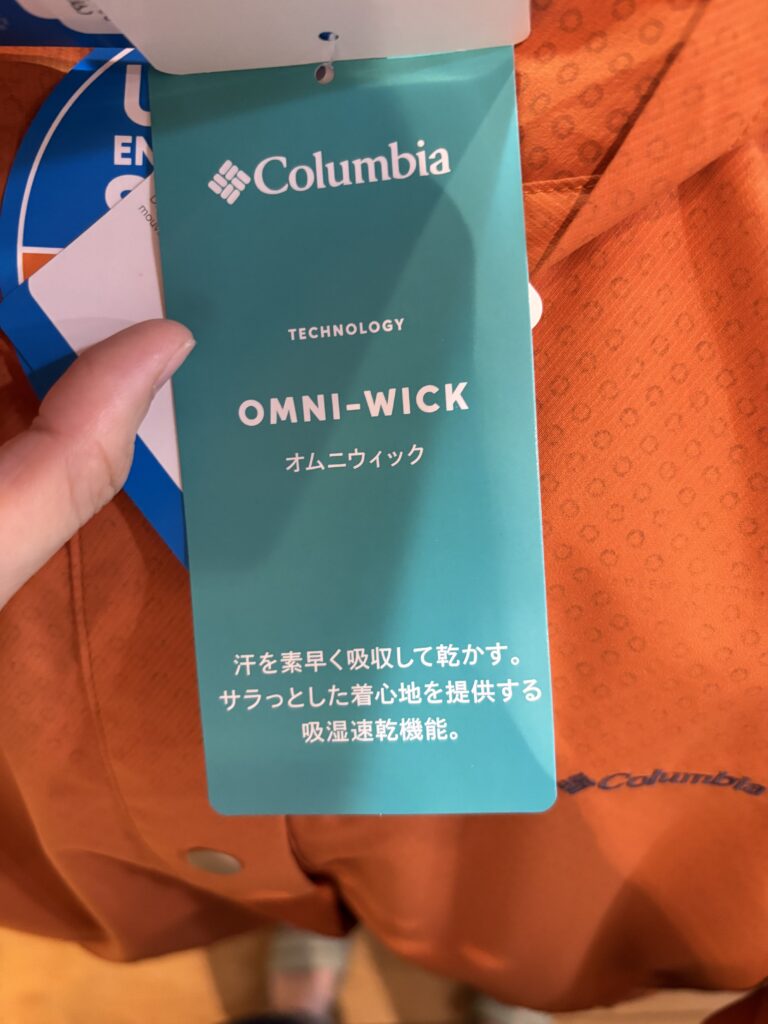 Columbia
TECHNOLOGY
OMNI-WICK
オムニウィック
汗を素早く吸収して乾かす。
サラっとした着心地を提供する
吸湿速乾機能。
Columbia